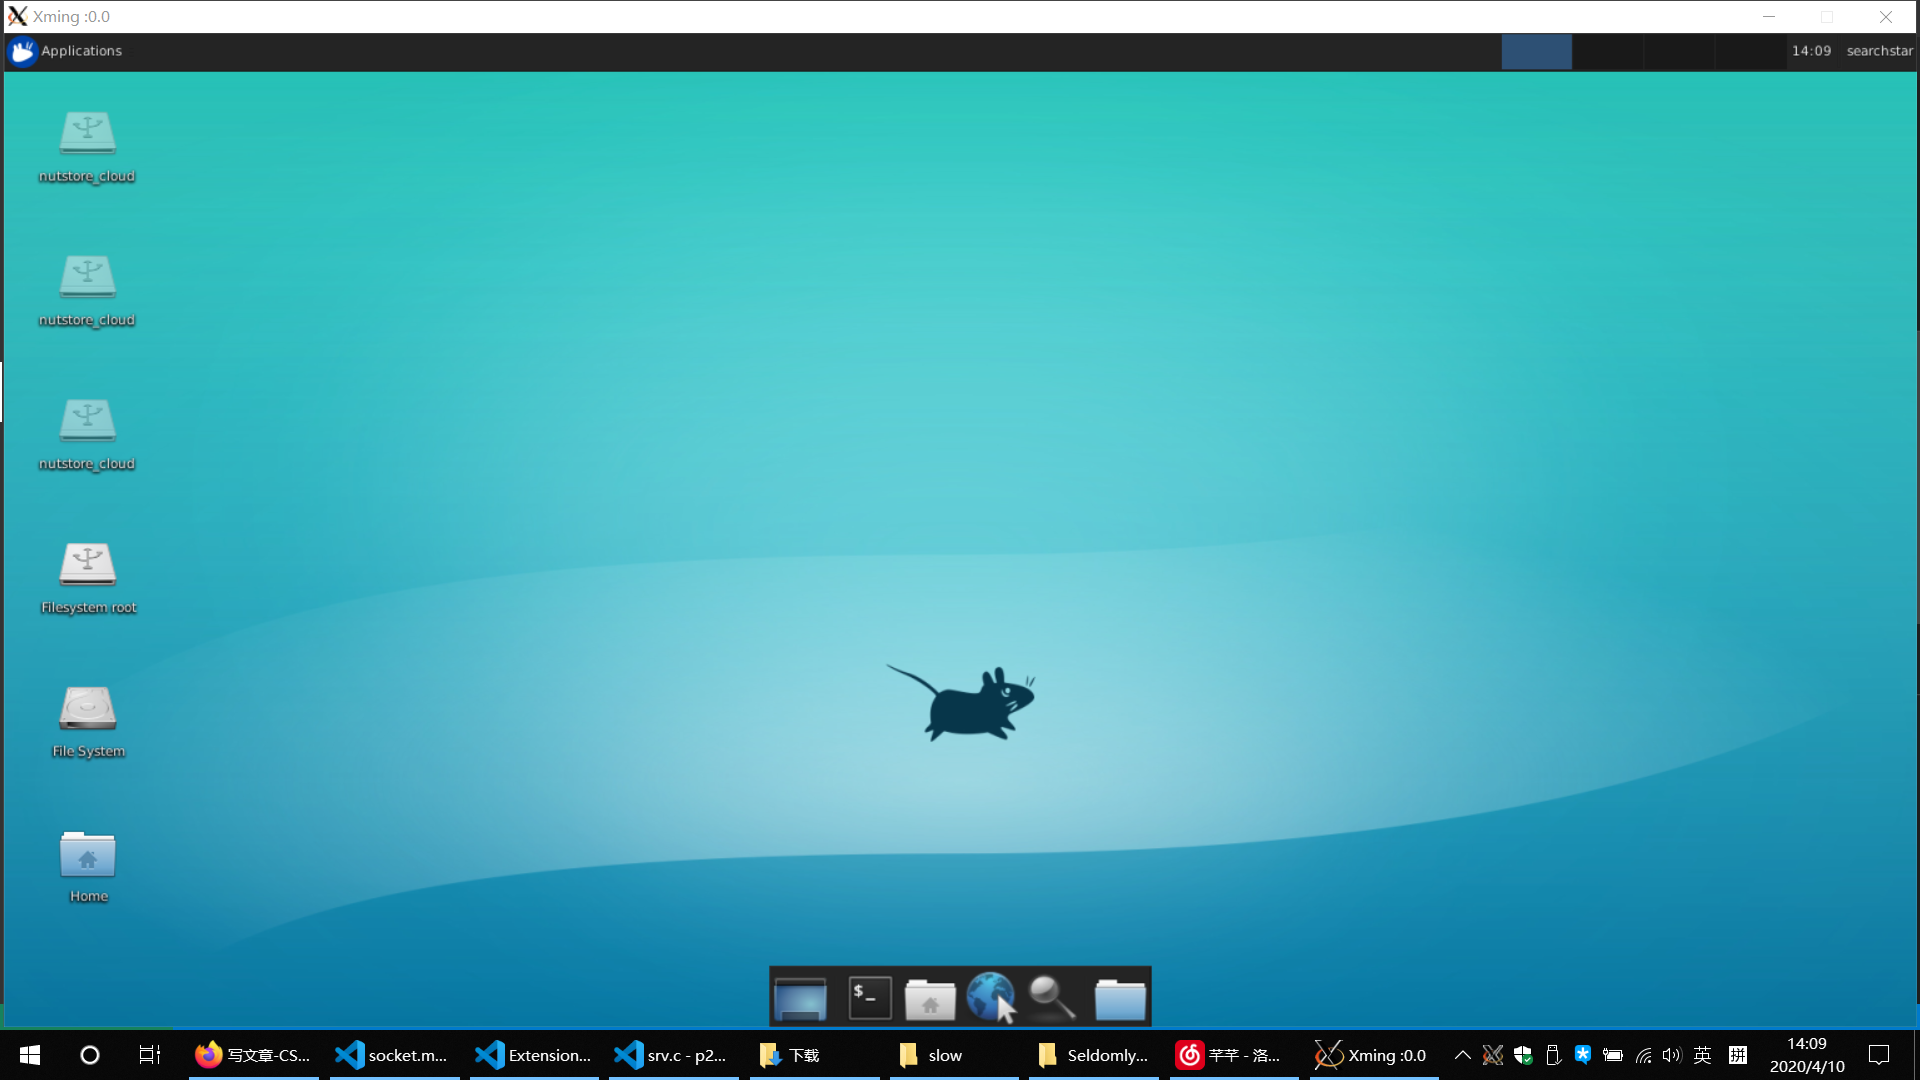 Xming :0.0
Applications
14:09 searchstar
nutstore_cloud
nutstore_cloud
nutstore_cloud
Filesystem root
File System
Home
$_
写文章-CS...
socket.m...
Extension...
srv.c - p2...
下载
slow
Seldomly,...
芊芊 - 洛...
Xming :0.0
英
拼
14:09
2020/4/10